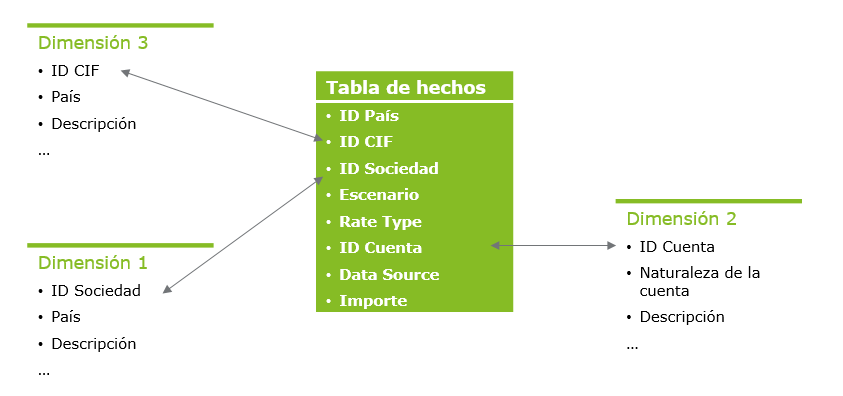 Dimensión 3
• ID CIF
• País
• Descripción
...
Tabla de hechos
• ID País
• ID CIF
• ID Sociedad
• Escenario
• Rate Type
• ID Cuenta
• Data Source
• Importe
Dimensión 1
• ID Sociedad
• País
• Descripción
...
Dimensión 2
• ID Cuenta
• Naturaleza de la
cuenta
• Descripción
...